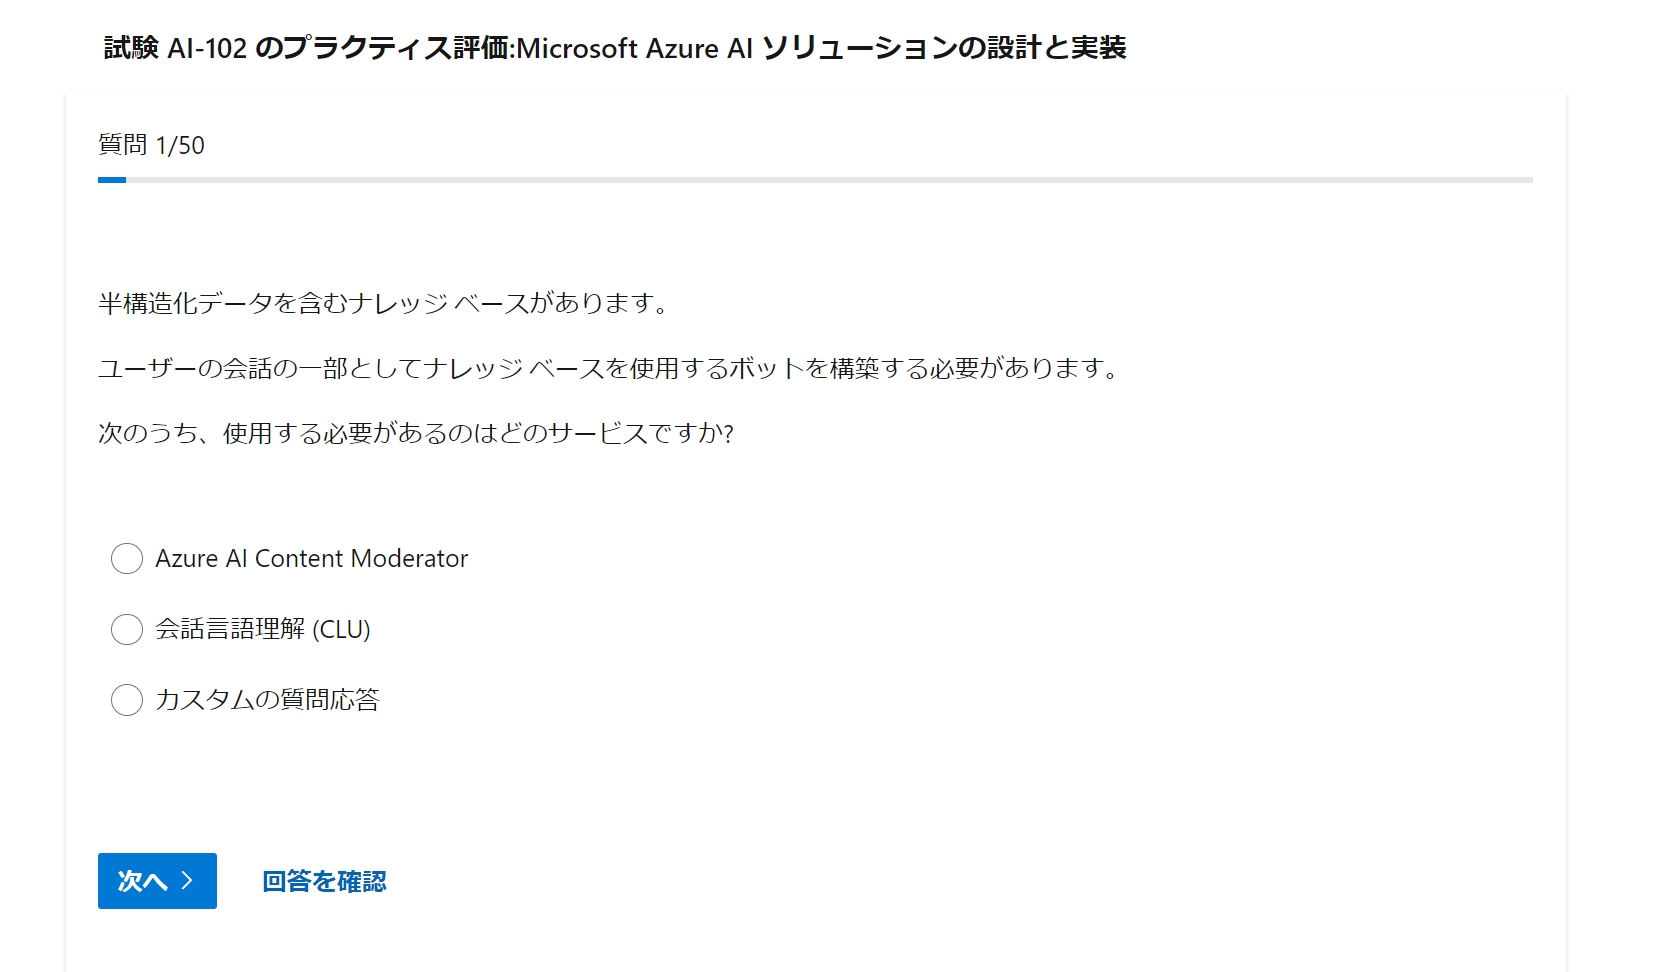 試験 AI-102 のプラクティス評価:Microsoft Azure AI ソリューションの設計と実装
質問 1/50
半構造化データを含むナレッジ ベースがあります。
ユーザーの会話の一部としてナレッジ ベースを使用するボットを構築する必要があります。
次のうち、使用する必要があるのはどのサービスですか?
Azure AI Content Moderator
会話言語理解 (CLU)
カスタムの質問応答
次へ
回答を確認